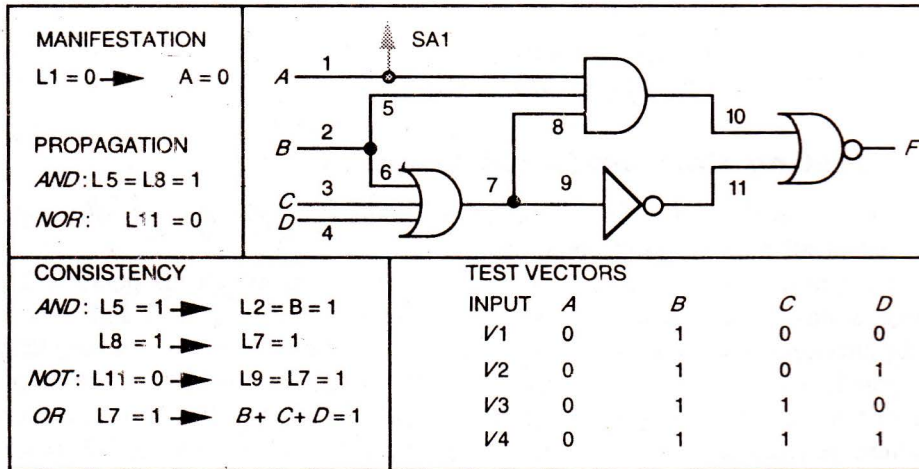 MANIFESTATION
L1 = 0 → A = 0
PROPAGATION
AND: L5 = L8 = 1
NOR: L11 = 0
SA1
A
1
5
B
2
8
10
F
6
7
9
11
C
3
D
4
CONSISTENCY
AND: L5 = 1 → L2 = B = 1
L8 = 1 → L7 = 1
NOT: L11 = 0 → L9 = L7 = 1
OR L7 = 1 → B + C + D = 1
TEST VECTORS
INPUT A B C D
V1 0 1 0 0
V2 0 1 0 1
V3 0 1 1 0
V4 0 1 1 1